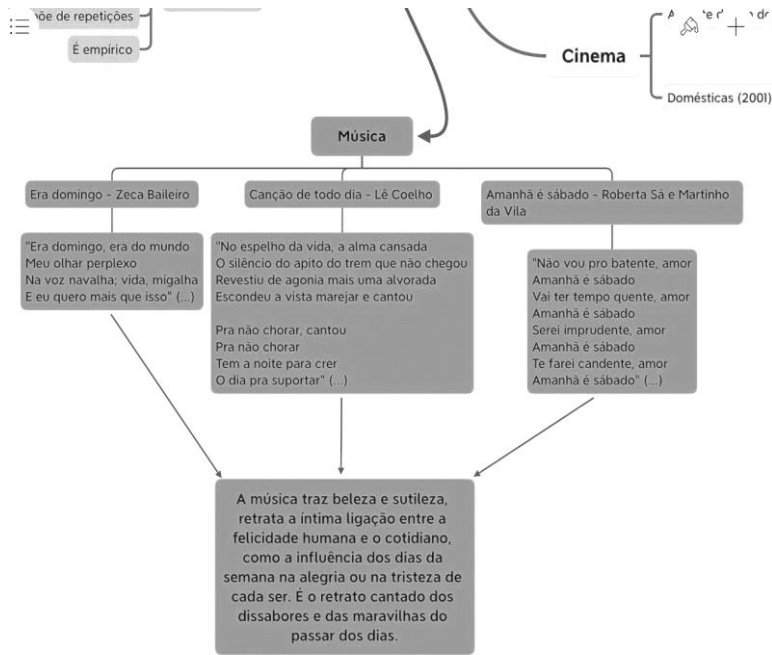 de repetições
É empírico
Cinema
Domésticas (2001)
Música
Era domingo - Zeca Baileiro
Canção de todo dia - Lê Coelho
Amanhã é sábado - Roberta Sá e Martinho
da Vila
"Era domingo, era do mundo
Meu olhar perplexo
Na voz navalha; vida, migalha
E eu quero mais que isso" (...)
"No espelho da vida, a alma cansada
O silêncio do apito do trem que não chegou
Revestiu de agonia mais uma alvorada
Escondeu a vista marejar e cantou
Pra não chorar, cantou
Pra não chorar
Tem a noite para crer
O dia pra suportar" (...)
"Não vou pro batente, amor
Amanhã é sábado
Vai ter tempo quente, amor
Amanhã é sábado
Serei imprudente, amor
Amanhã é sábado
Te farei candente, amor
Amanhã é sábado" (...)
A música traz beleza e sutileza,
retrata a íntima ligação entre a
felicidade humana e o cotidiano,
como a influência dos dias da
semana na alegria ou na tristeza de
cada ser. É o retrato cantado dos
dissabores e das maravilhas do
passar dos dias.